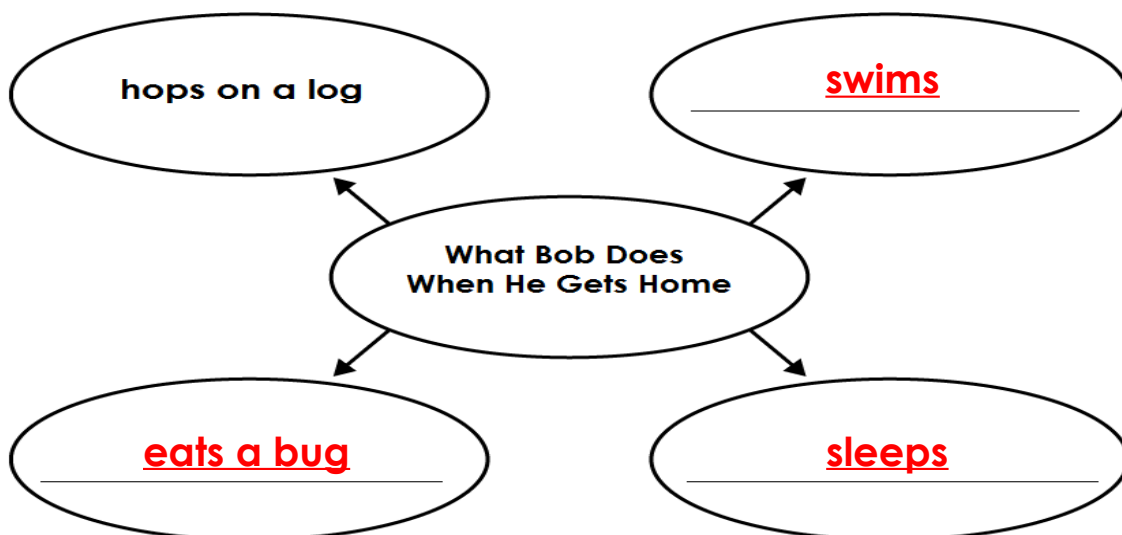 hops on a log
swims
What Bob Does
When He Gets Home
eats a bug
sleeps